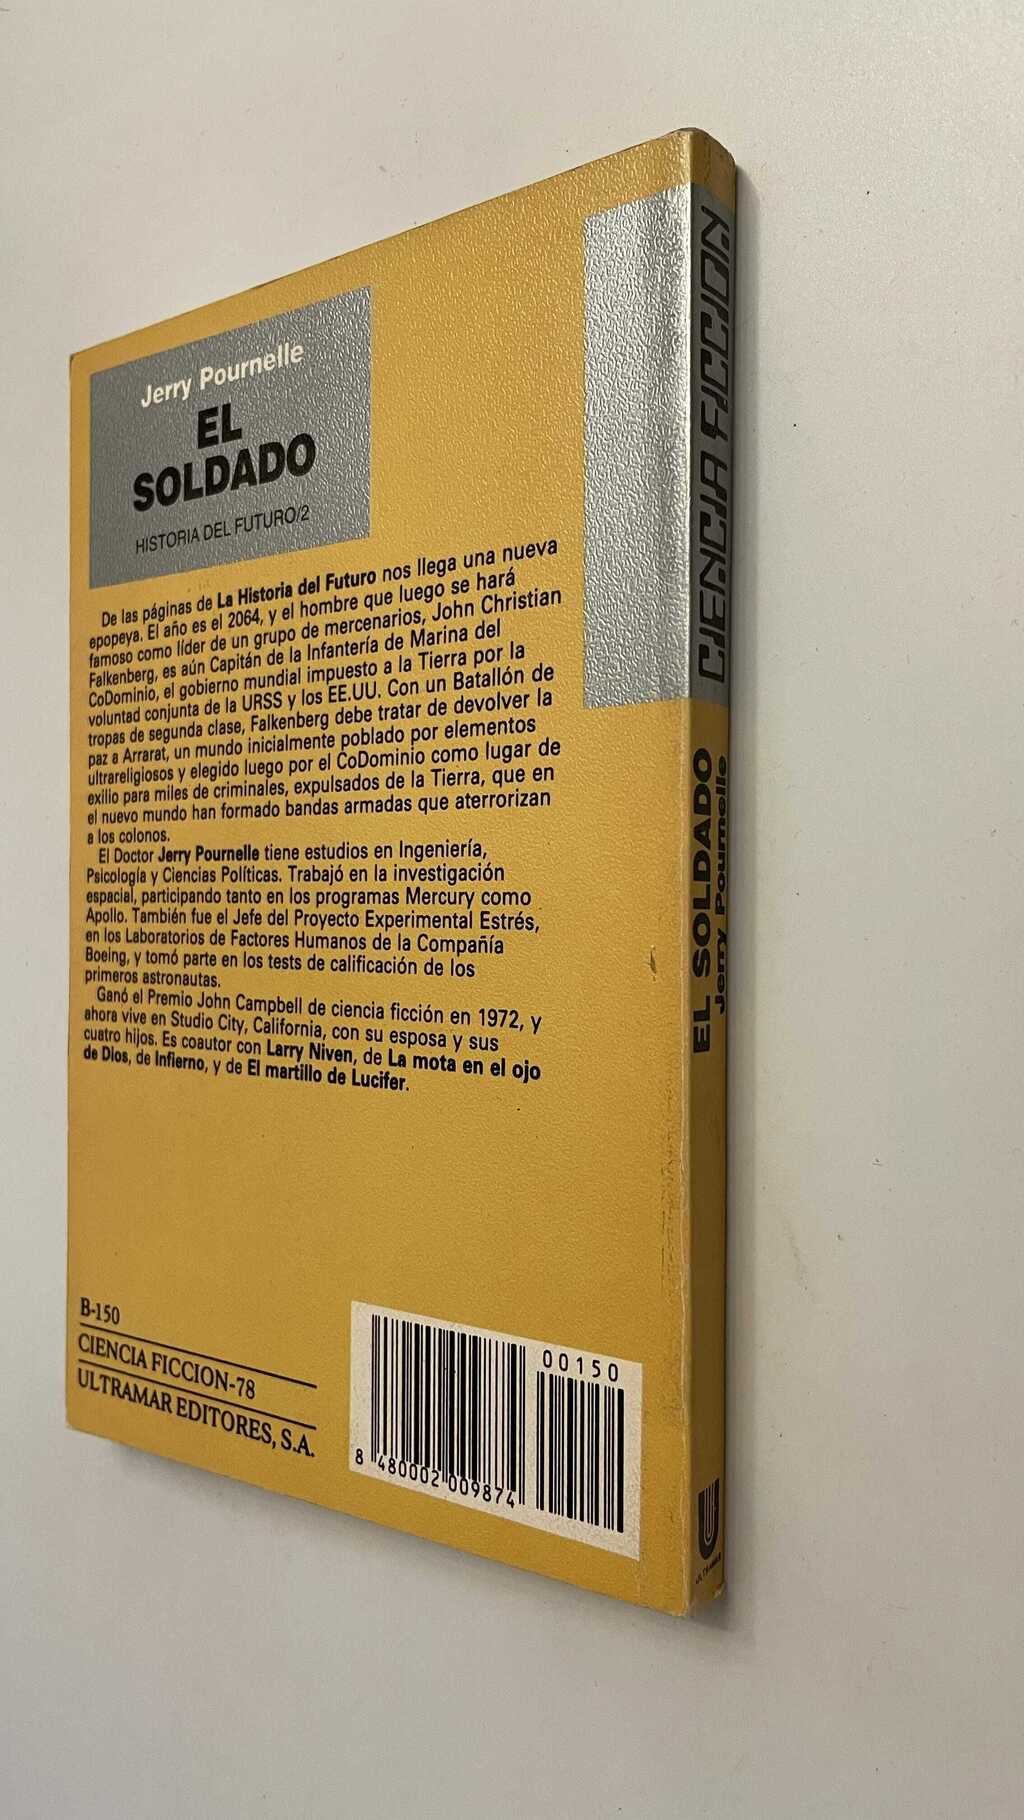 Jerry Pournelle
EL
SOLDADO
HISTORIA DEL FUTURO/2
De las páginas de La Historia del Futuro nos llega una nueva
epopeya. El año es el 2064, y el hombre que luego se hará
famoso como líder de un grupo de mercenarios, John Christian
Falkenberg, es aún Capitán de la Infantería de Marina del
CoDominio, el gobierno mundial impuesto a la Tierra por la
voluntad conjunta de la URSS y los EE.UU. Con un Batallón de
tropas de segunda clase, Falkenberg debe tratar de devolver la
paz a Arrarat, un mundo inicialmente poblado por elementos
ultrareligiosos y elegido luego por el CoDominio como lugar de
exilio para miles de criminales, expulsados de la Tierra, que en
el nuevo mundo han formado bandas armadas que aterrorizan
a los colonos.
El Doctor Jerry Pournelle tiene estudios en Ingeniería,
Psicología y Ciencias Políticas. Trabajó en la investigación
espacial, participando tanto en los programas Mercury como
Apollo. También fue el Jefe del Proyecto Experimental Estrés,
en los Laboratorios de Factores Humanos de la Compañía
Boeing, y tomó parte en los tests de calificación de los
primeros astronautas.
Ganó el Premio John Campbell de ciencia ficción en 1972, y
ahora vive en Studio City, California, con su esposa y sus
cuatro hijos. Es coautor con Larry Niven, de La mota en el ojo
de Dios, de Infierno, y de El martillo de Lucifer.
B-150
CIENCIA FICCION-78
ULTRAMAR EDITORES, S.A.
00150
8 480002 009874
CIENCIA FICCION
EL SOLDADO
Jerry Pournelle
ULTRAMAR